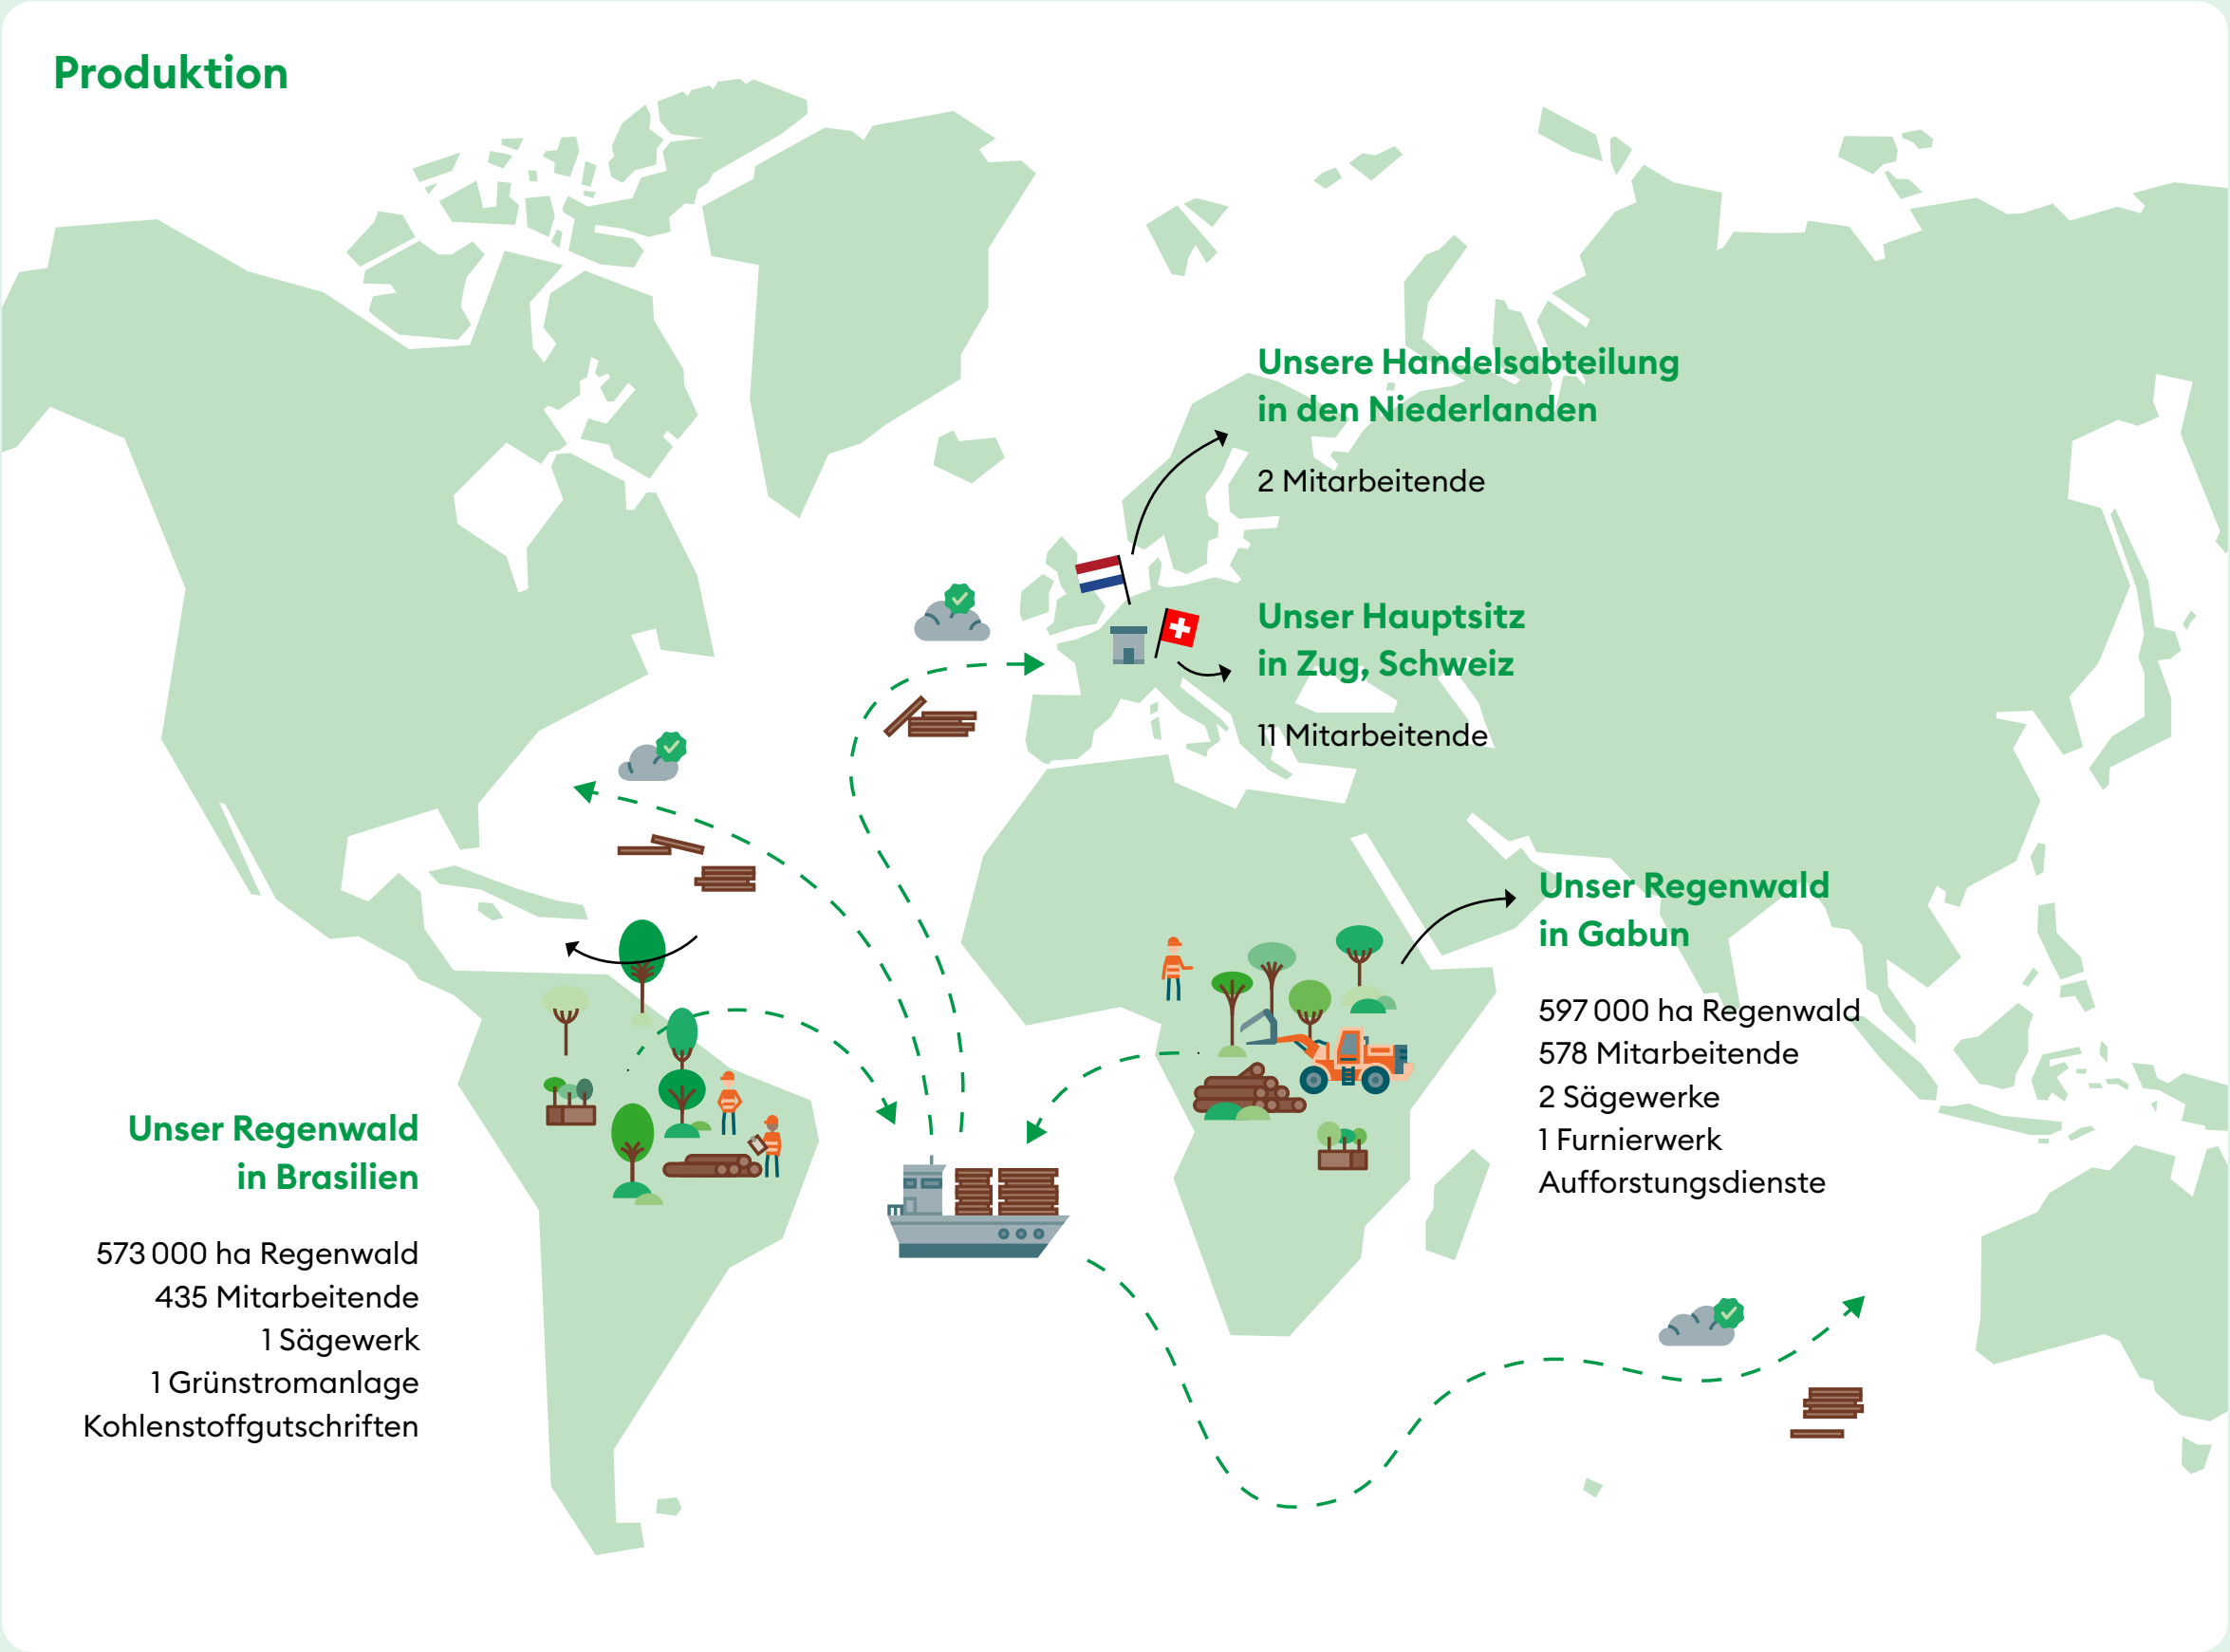 Produktion
Unsere Handelsabteilung
in den Niederlanden
2 Mitarbeitende
Unser Hauptsitz
in Zug, Schweiz
11 Mitarbeitende
Unser Regenwald
in Gabun
597 000 ha Regenwald
578 Mitarbeitende
2 Sägewerke
1 Furnierwerk
Aufforstungsdienste
Unser Regenwald
in Brasilien
573 000 ha Regenwald
435 Mitarbeitende
1 Sägewerk
1 Grünstromanlage
Kohlenstoffgutschriften